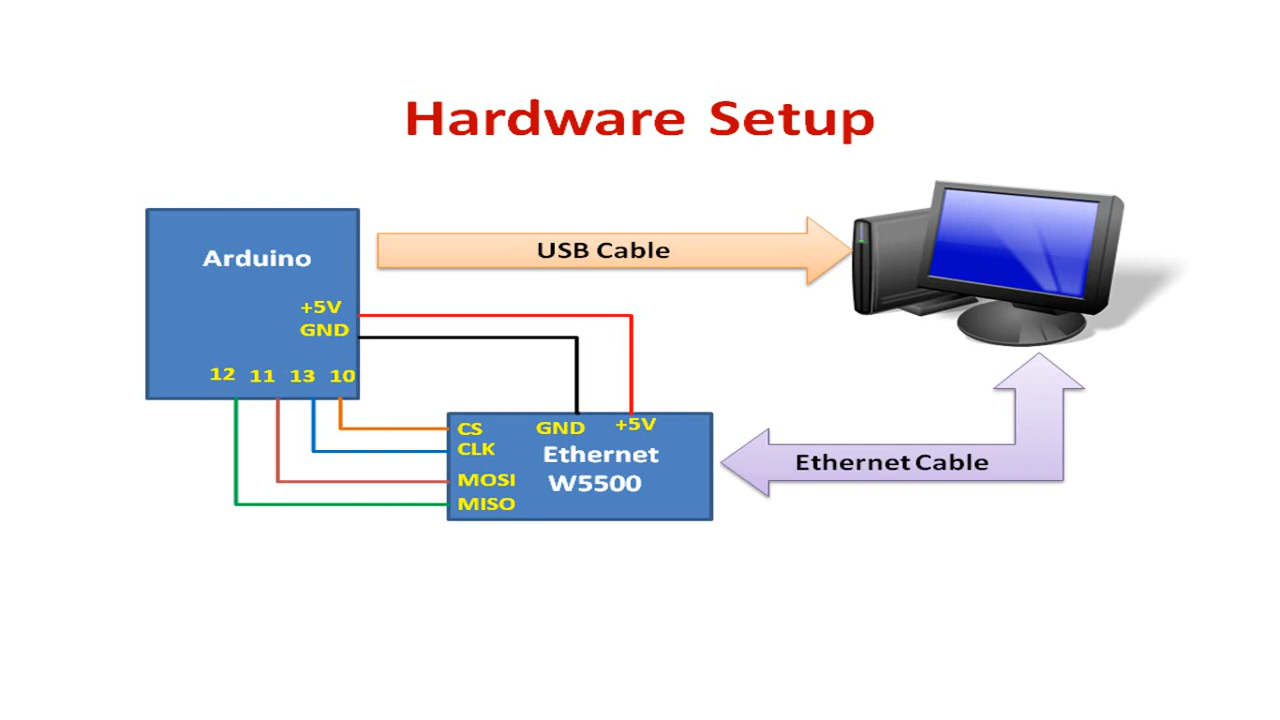 Hardware Setup
Arduino
USB Cable
+5V
GND
12 11 13 10
CS
GND
+5V
CLK
Ethernet
W5500
MOSI
MISO
Ethernet Cable